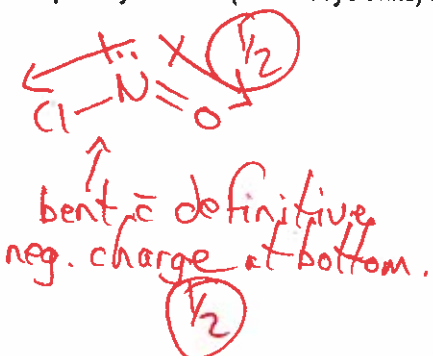 1/2
Cl—N̈=O
bent c̄ definitive
neg. charge at bottom.
1/2